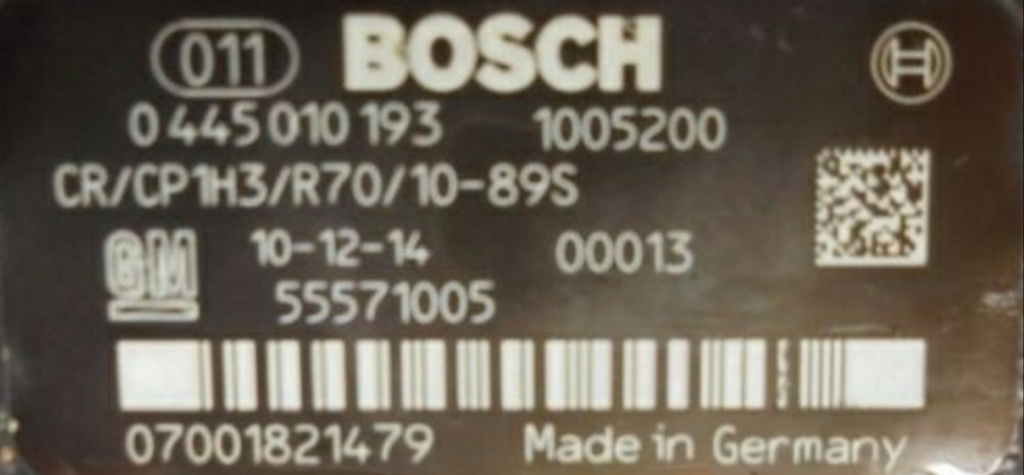 011 BOSCH
0 445 010 193 1005200
CR/CP1H3/R70/10-89S
GM 10-12-14 00013
55571005
07001821479 Made in Germany